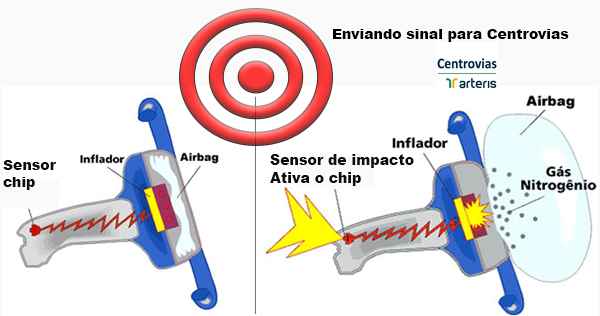 Enviando sinal para Centrovias
Centrovias
arteris
Sensor
chip
Inflador
Airbag
Sensor de impacto
Ativa o chip
Inflador
Airbag
Gás
Nitrogênio